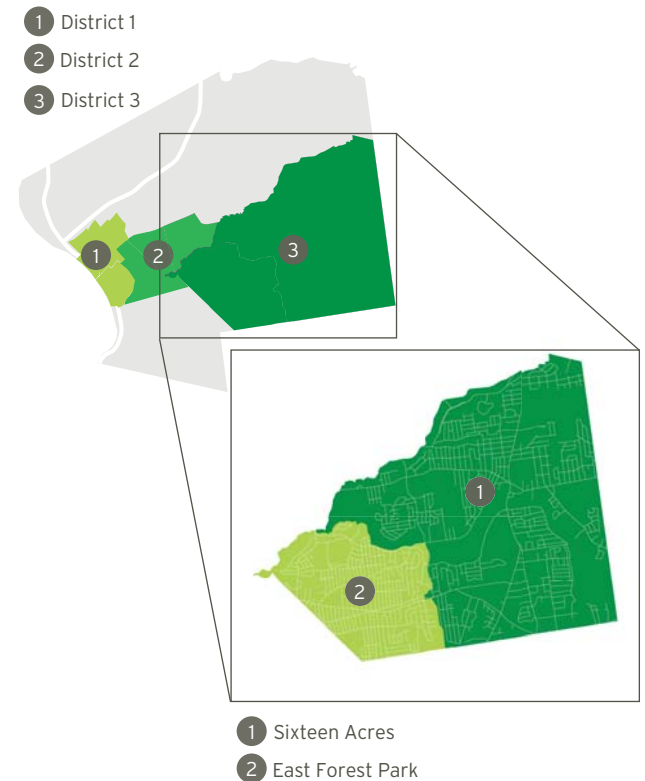 1 District 1
2 District 2
3 District 3
1
2
3
1
2
1 Sixteen Acres
2 East Forest Park